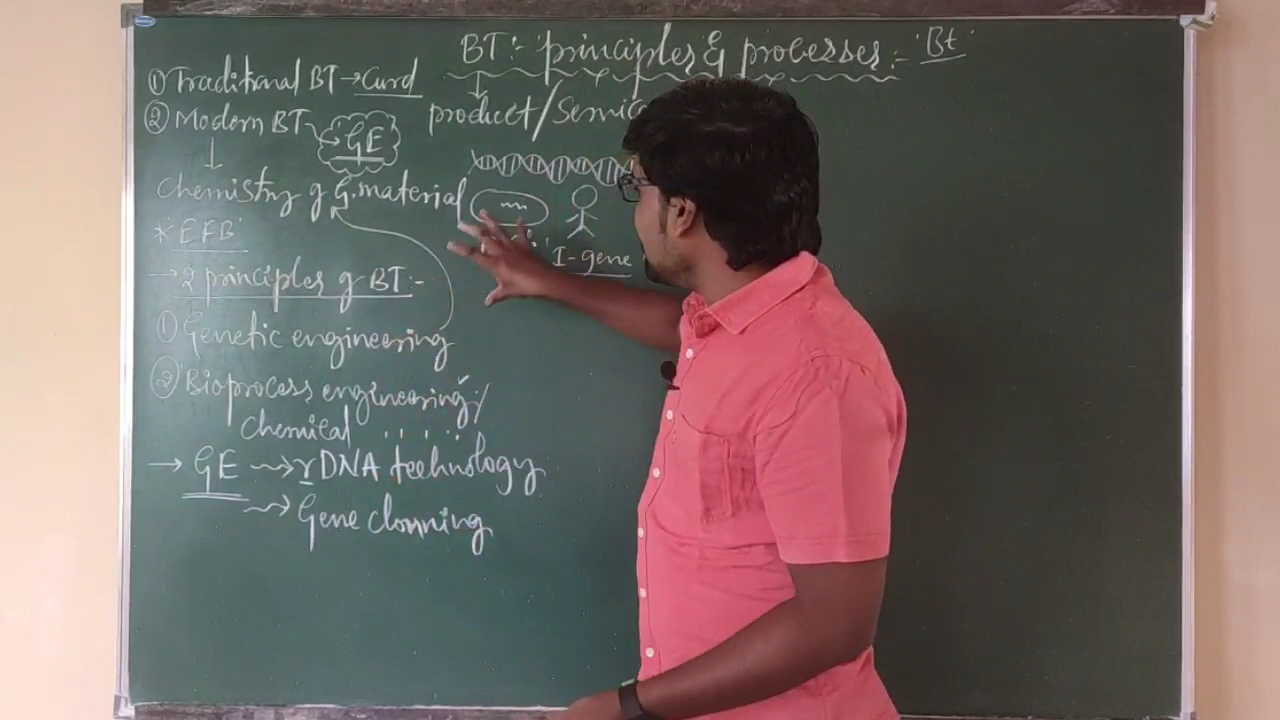 BT:- principles & processes:- 'Bt'
① Traditional BT → Curd
product/Semi
② Modern BT → GE
Chemistry of G.material
* EFB
I-gene
→ 2 principles of BT:-
① Genetic engineering
② Bioprocess engineering:/
Chemical " " "
→ GE → rDNA technology
→ Gene clonning